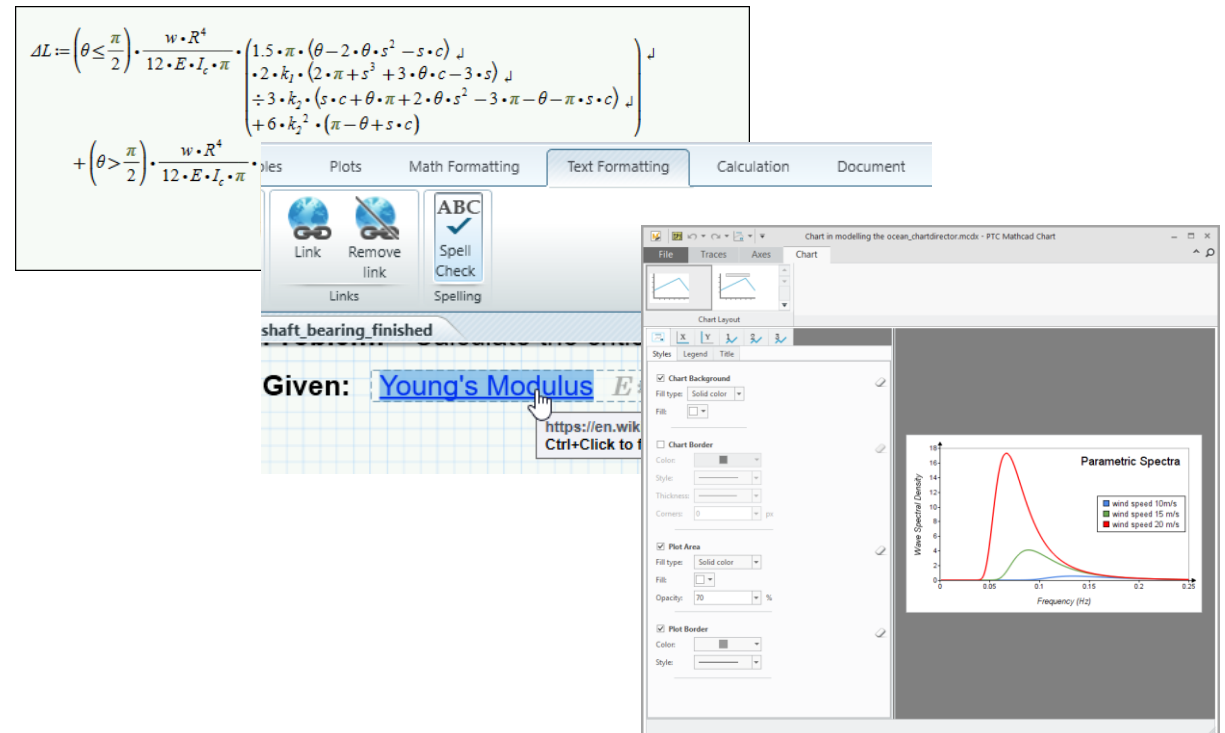 ΔL:=(θ≤π/2)•w•R⁴/12•E•I_c•π•(1.5•π•(θ−2•θ•s²−s•c)↲
•2•k₁•(2•π+s³+3•θ•c−3•s)↲
÷3•k₂•(s•c+θ•π+2•θ•s²−3•π−θ−π•s•c)↲
+6•k₂²•(π−θ+s•c))↲
+(θ>π/2)•w•R⁴/12•E•I_c•π•
Plots Math Formatting Text Formatting Calculation Document
Link Remove link ABC Spell Check
Links Spelling
shaft_bearing_finished
Given: Young's Modulus E
https://en.wik
Ctrl+Click to f
Chart in modelling the ocean_chartdirector.mcdx - PTC Mathcad Chart
File Traces Axes Chart
Chart Layout
X Y 1 2 3
Styles Legend Title
Chart Background
Fill type: Solid color
Fill:
Chart Border
Color:
Style:
Thickness:
Corners: 0 px
Plot Area
Fill type: Solid color
Fill:
Opacity: 70 %
Plot Border
Color:
Style:
Parametric Spectra
wind speed 10m/s
wind speed 15 m/s
wind speed 20 m/s
Wave Spectral Density
18
16
14
12
10
8
6
4
2
0
0 0.05 0.1 0.15 0.2 0.25
Frequency (Hz)